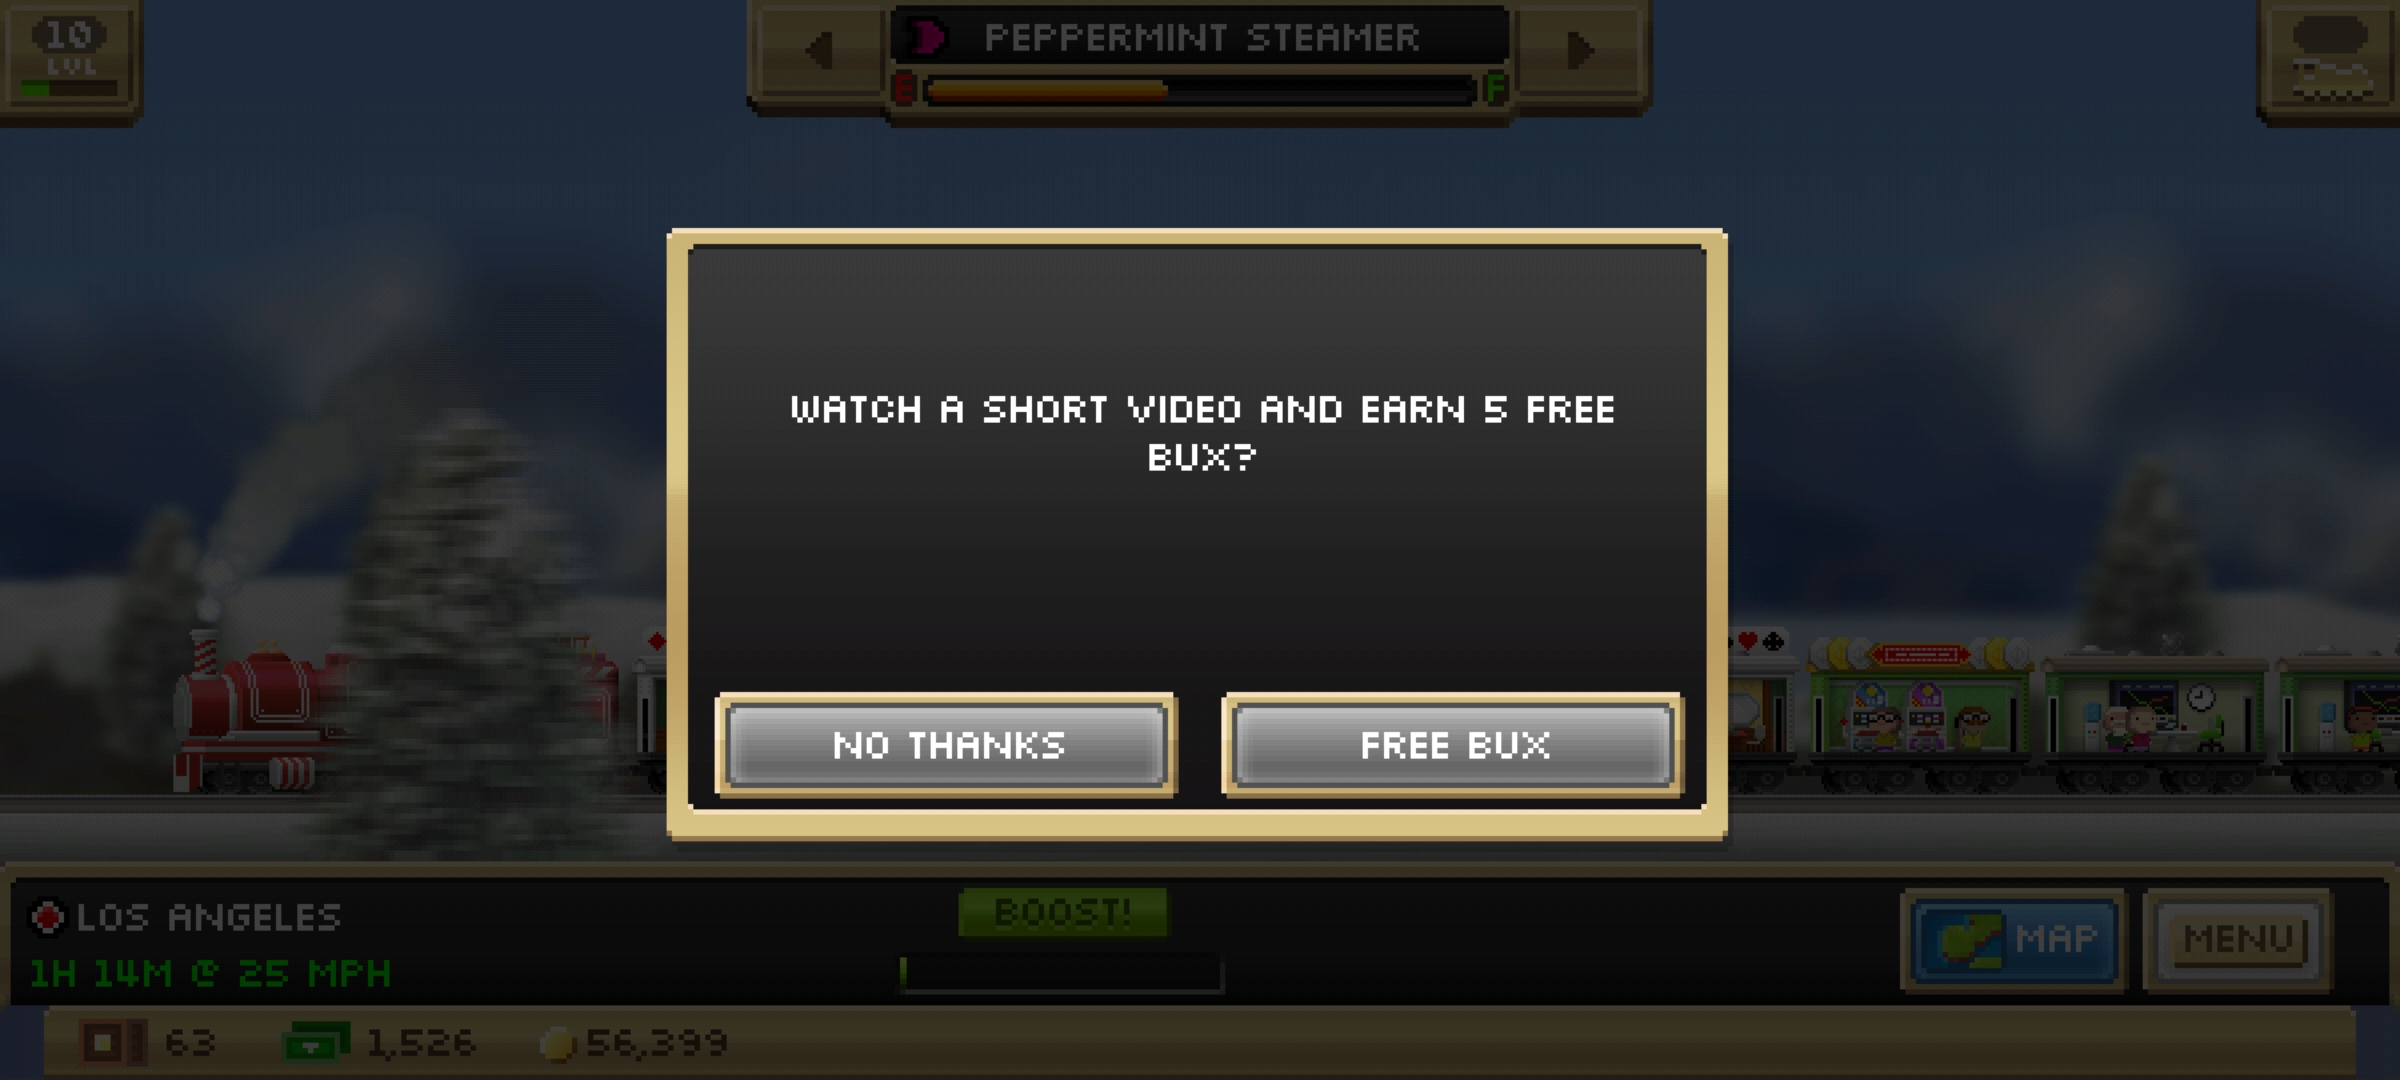 10
LVL
PEPPERMINT STEAMER
E F
WATCH A SHORT VIDEO AND EARN 5 FREE
BUX?
NO THANKS
FREE BUX
LOS ANGELES
1H 14M @ 25 MPH
BOOST!
MAP
MENU
63
1,526
56,399